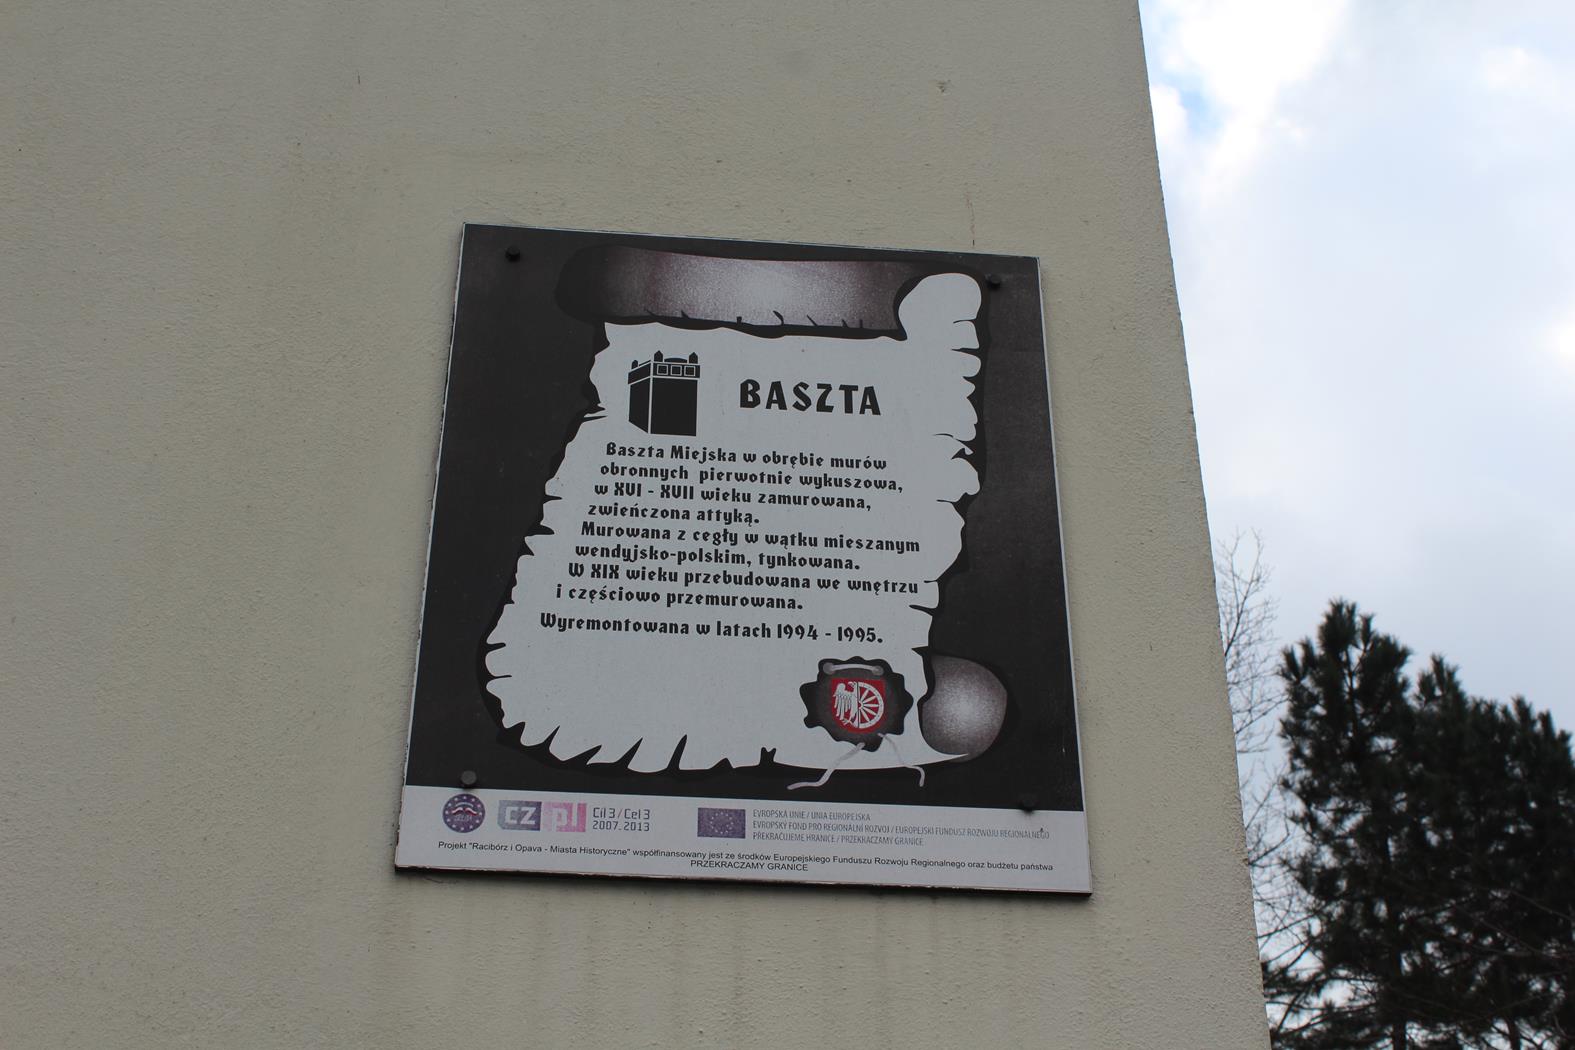 BASZTA
Baszta Miejska w obrębie murów
obronnych pierwotnie wykuszowa,
w XVI - XVII wieku zamurowana,
zwieńczona attyką.
Murowana z cegły w wątku mieszanym
wendyjsko-polskim, tynkowana.
W XIX wieku przebudowana we wnętrzu
i częściowo przemurowana.
Wyremontowana w latach 1994 - 1995.
cz pl
Cíl 3 / Cel 3
2007.2013
EVROPSKÁ UNIE / UNIA EUROPEJSKA
EVROPSKÝ FOND PRO REGIONÁLNÍ ROZVOJ / EUROPEJSKI FUNDUSZ ROZWOJU REGIONALNEGO
PŘEKRAČUJEME HRANICE / PRZEKRACZAMY GRANICE
Projekt "Racibórz i Opava - Miasta Historyczne" współfinansowany jest ze środków Europejskiego Funduszu Rozwoju Regionalnego oraz budżetu państwa
PRZEKRACZAMY GRANICE